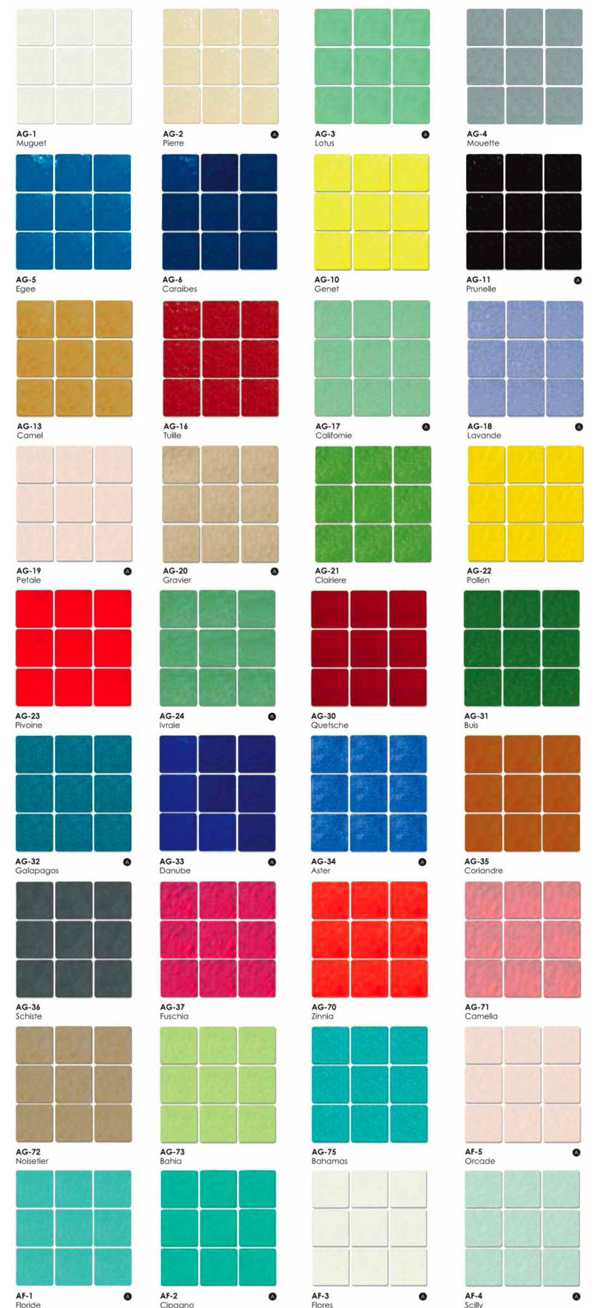 AG-1
Muguet
AG-2 A
Pierre
AG-3 A
Lotus
AG-4
Mouette
AG-5
Egee
AG-6
Caraibes
AG-10
Genet
AG-11 A
Prunelle
AG-13
Camel
AG-16
Tuille
AG-17 A
Californie
AG-18 A
Lavande
AG-19 A
Petale
AG-20 A
Gravier
AG-21
Clairiere
AG-22
Pollen
AG-23
Pivoine
AG-24 A
Ivraie
AG-30
Quetsche
AG-31
Buis
AG-32 A
Galapagos
AG-33 A
Danube
AG-34 A
Aster
AG-35
Coriandre
AG-36
Schiste
AG-37
Fuschia
AG-70
Zinnia
AG-71
Camelia
AG-72
Noisetier
AG-73
Bahia
AG-75
Bahamas
AF-5 A
Orcade
AF-1 A
Floride
AF-2 A
Cipango
AF-3 A
Flores
AF-4 A
Scilly